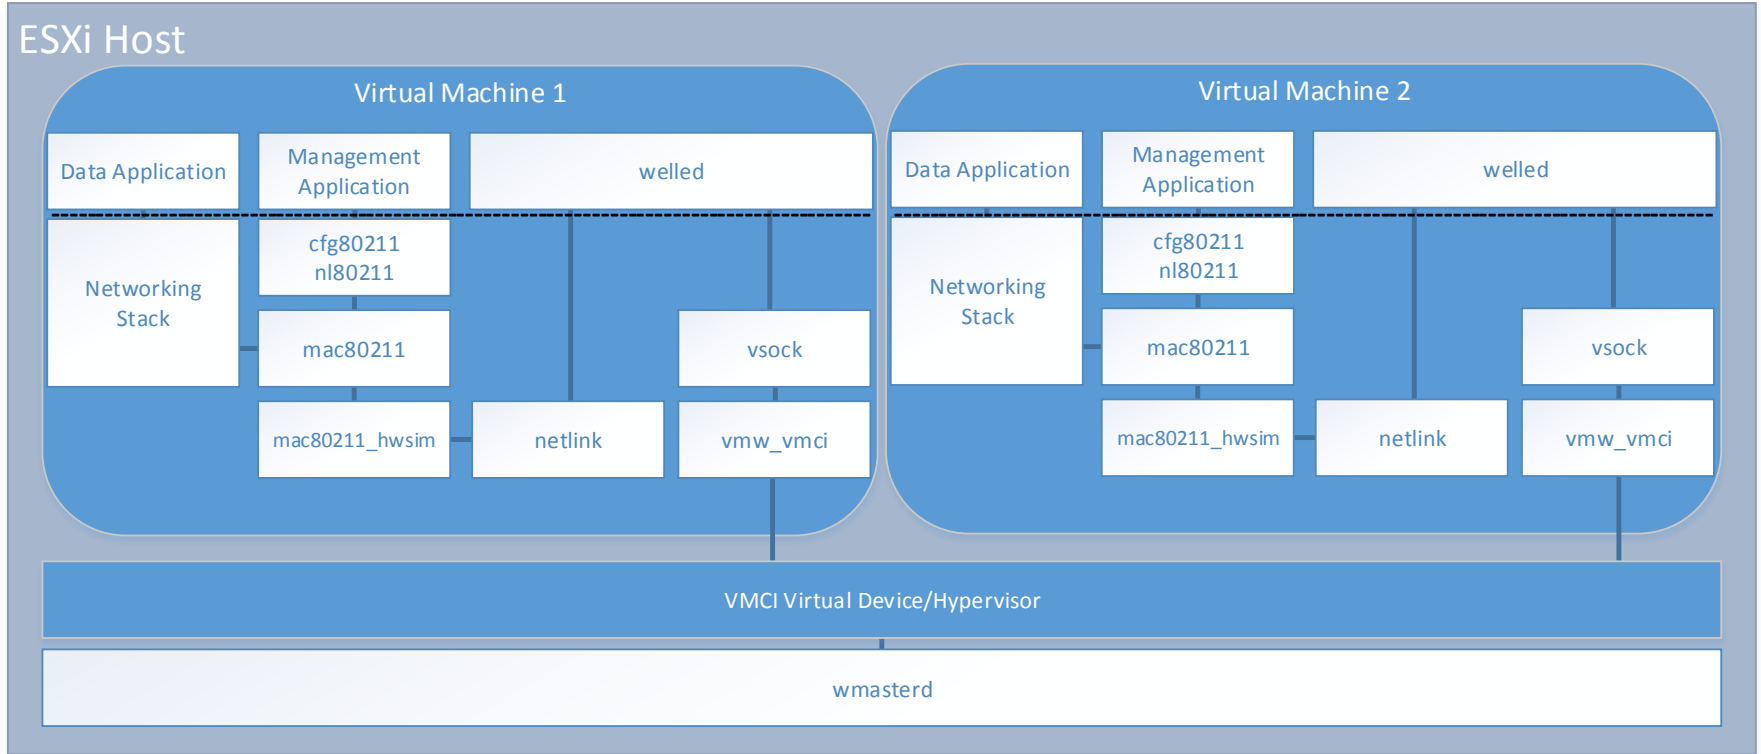 ESXi Host
Virtual Machine 1
Data Application
Management
Application
welled
cfg80211
nl80211
Networking
Stack
mac80211
vsock
mac80211_hwsim
netlink
vmw_vmci
Virtual Machine 2
Data Application
Management
Application
welled
cfg80211
nl80211
Networking
Stack
mac80211
vsock
mac80211_hwsim
netlink
vmw_vmci
VMCI Virtual Device/Hypervisor
wmasterd